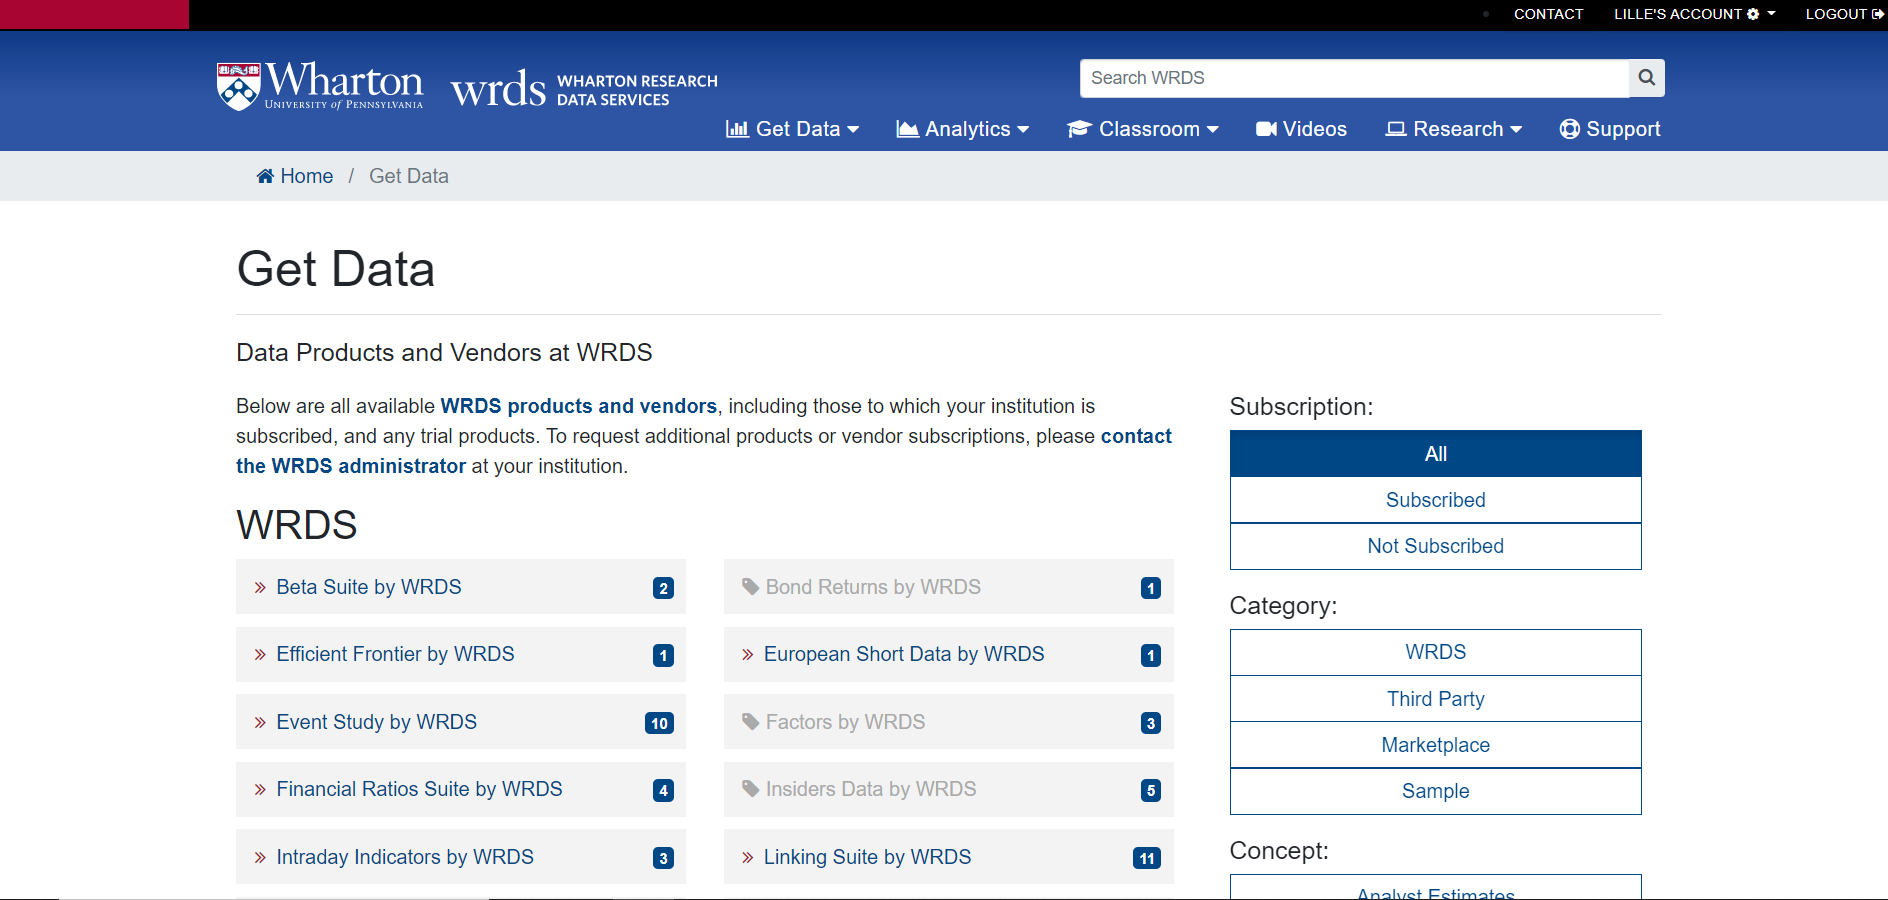 CONTACT LILLE'S ACCOUNT LOGOUT
Wharton
UNIVERSITY of PENNSYLVANIA
wrds WHARTON RESEARCH
DATA SERVICES
Search WRDS
Get Data Analytics Classroom Videos Research Support
Home / Get Data
Get Data
Data Products and Vendors at WRDS
Below are all available WRDS products and vendors, including those to which your institution is
subscribed, and any trial products. To request additional products or vendor subscriptions, please contact
the WRDS administrator at your institution.
WRDS
» Beta Suite by WRDS 2
Bond Returns by WRDS 1
» Efficient Frontier by WRDS 1
» European Short Data by WRDS 1
» Event Study by WRDS 10
Factors by WRDS 3
» Financial Ratios Suite by WRDS 4
Insiders Data by WRDS 5
» Intraday Indicators by WRDS 3
» Linking Suite by WRDS 11
Subscription:
All
Subscribed
Not Subscribed
Category:
WRDS
Third Party
Marketplace
Sample
Concept:
Analyst Estimates